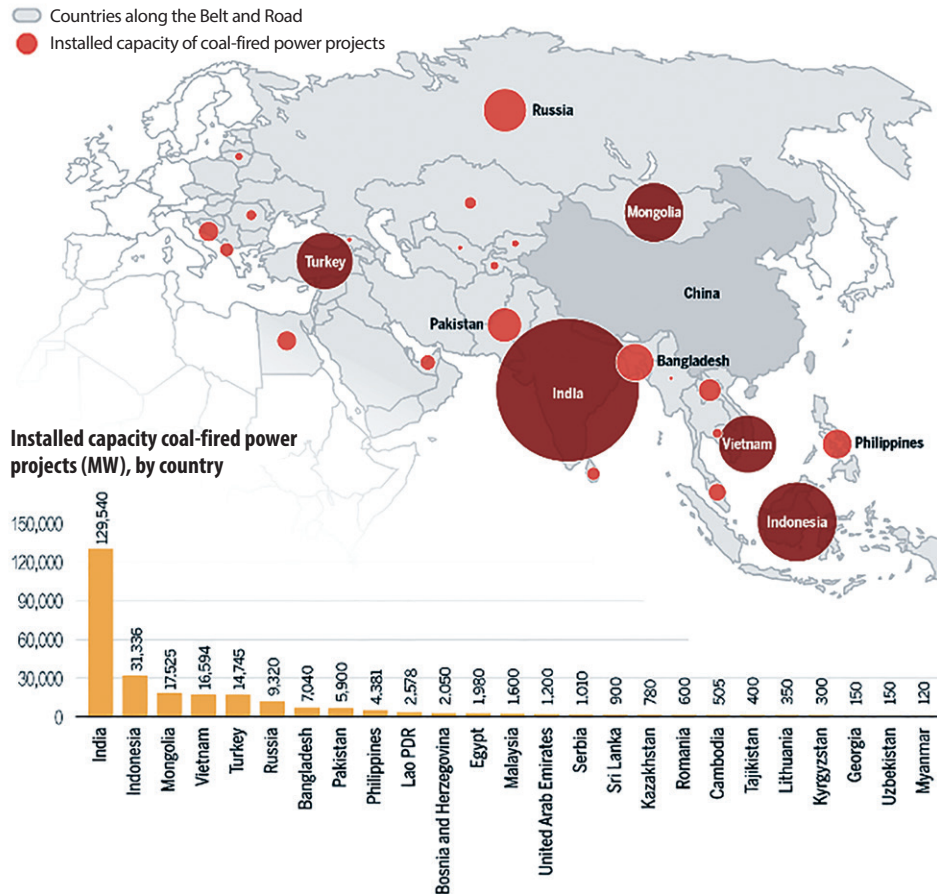 Countries along the Belt and Road
Installed capacity of coal-fired power projects
Russia
Mongolia
Turkey
China
Pakistan
Bangladesh
IndIa
Vietnam
Philippines
Indonesia
Installed capacity coal-fired power
projects (MW), by country
150,000
120,000
90,000
60,000
30,000
0
129,540
31,336
17.525
16,594
14,745
9,320
7,040
5,900
4.381
2,578
2.050
1,980
1.600
1.200
1.010
900
780
600
505
400
350
300
150
150
120
India
Indonesia
Mongolia
Vietnam
Turkey
Russia
Bangladesh
Pakistan
Philippines
Lao PDR
Bosnia and Herzegovina
Egypt
Malaysia
United Arab Emirates
Serbia
Sri Lanka
Kazakhstan
Romania
Cambodia
Tajikistan
Lithuania
Kyrgyzstan
Georgia
Uzbekistan
Myanmar